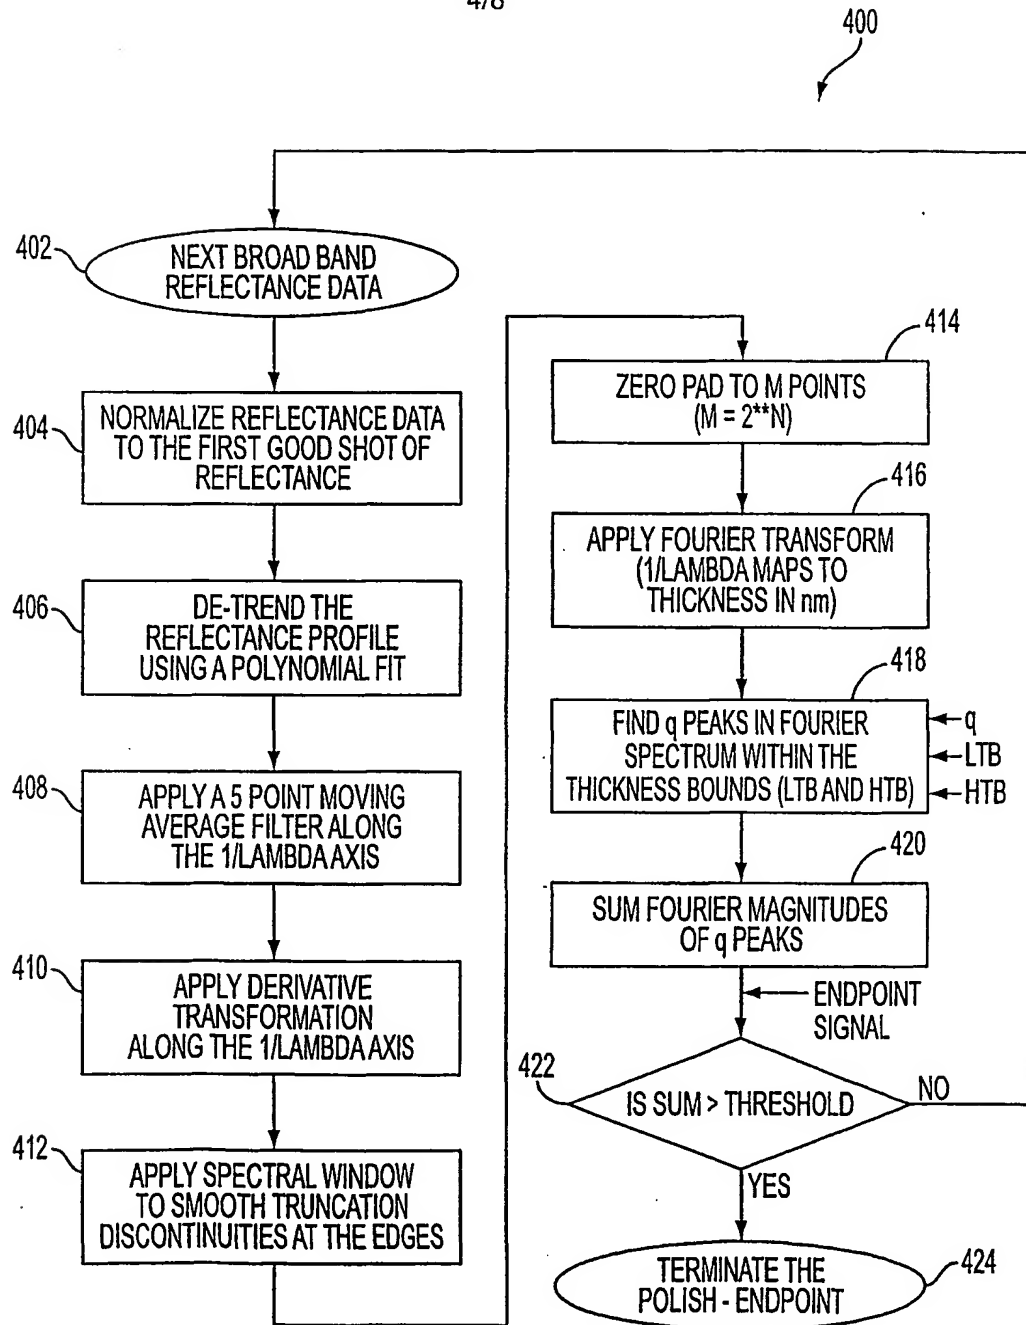 4/8
400
402
NEXT BROAD BAND
REFLECTANCE DATA
404
NORMALIZE REFLECTANCE DATA
TO THE FIRST GOOD SHOT OF
REFLECTANCE
406
DE-TREND THE
REFLECTANCE PROFILE
USING A POLYNOMIAL FIT
408
APPLY A 5 POINT MOVING
AVERAGE FILTER ALONG
THE 1/LAMBDA AXIS
410
APPLY DERIVATIVE
TRANSFORMATION
ALONG THE 1/LAMBDA AXIS
412
APPLY SPECTRAL WINDOW
TO SMOOTH TRUNCATION
DISCONTINUITIES AT THE EDGES
414
ZERO PAD TO M POINTS
(M = 2**N)
416
APPLY FOURIER TRANSFORM
(1/LAMBDA MAPS TO
THICKNESS IN nm)
418
FIND q PEAKS IN FOURIER
SPECTRUM WITHIN THE
THICKNESS BOUNDS (LTB AND HTB)
q
LTB
HTB
420
SUM FOURIER MAGNITUDES
OF q PEAKS
ENDPOINT
SIGNAL
422
IS SUM > THRESHOLD
NO
YES
TERMINATE THE
POLISH - ENDPOINT
424